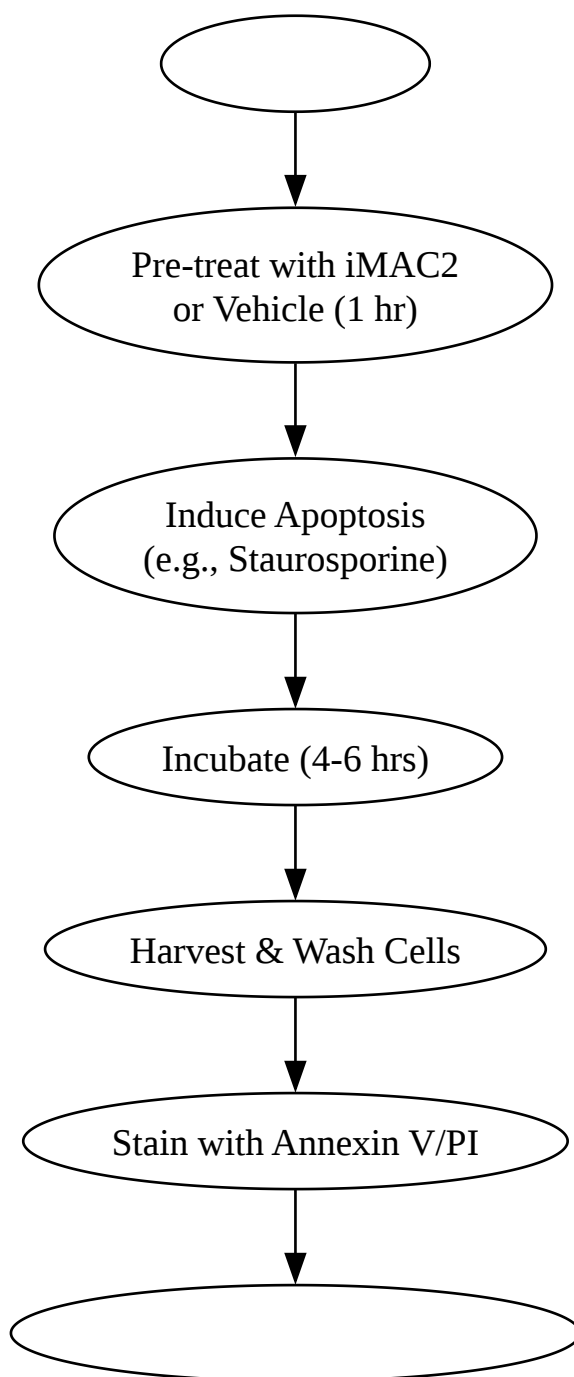 Pre-treat with iMAC2
or Vehicle (1 hr)
Induce Apoptosis
(e.g., Staurosporine)
Incubate (4-6 hrs)
Harvest & Wash Cells
Stain with Annexin V/PI